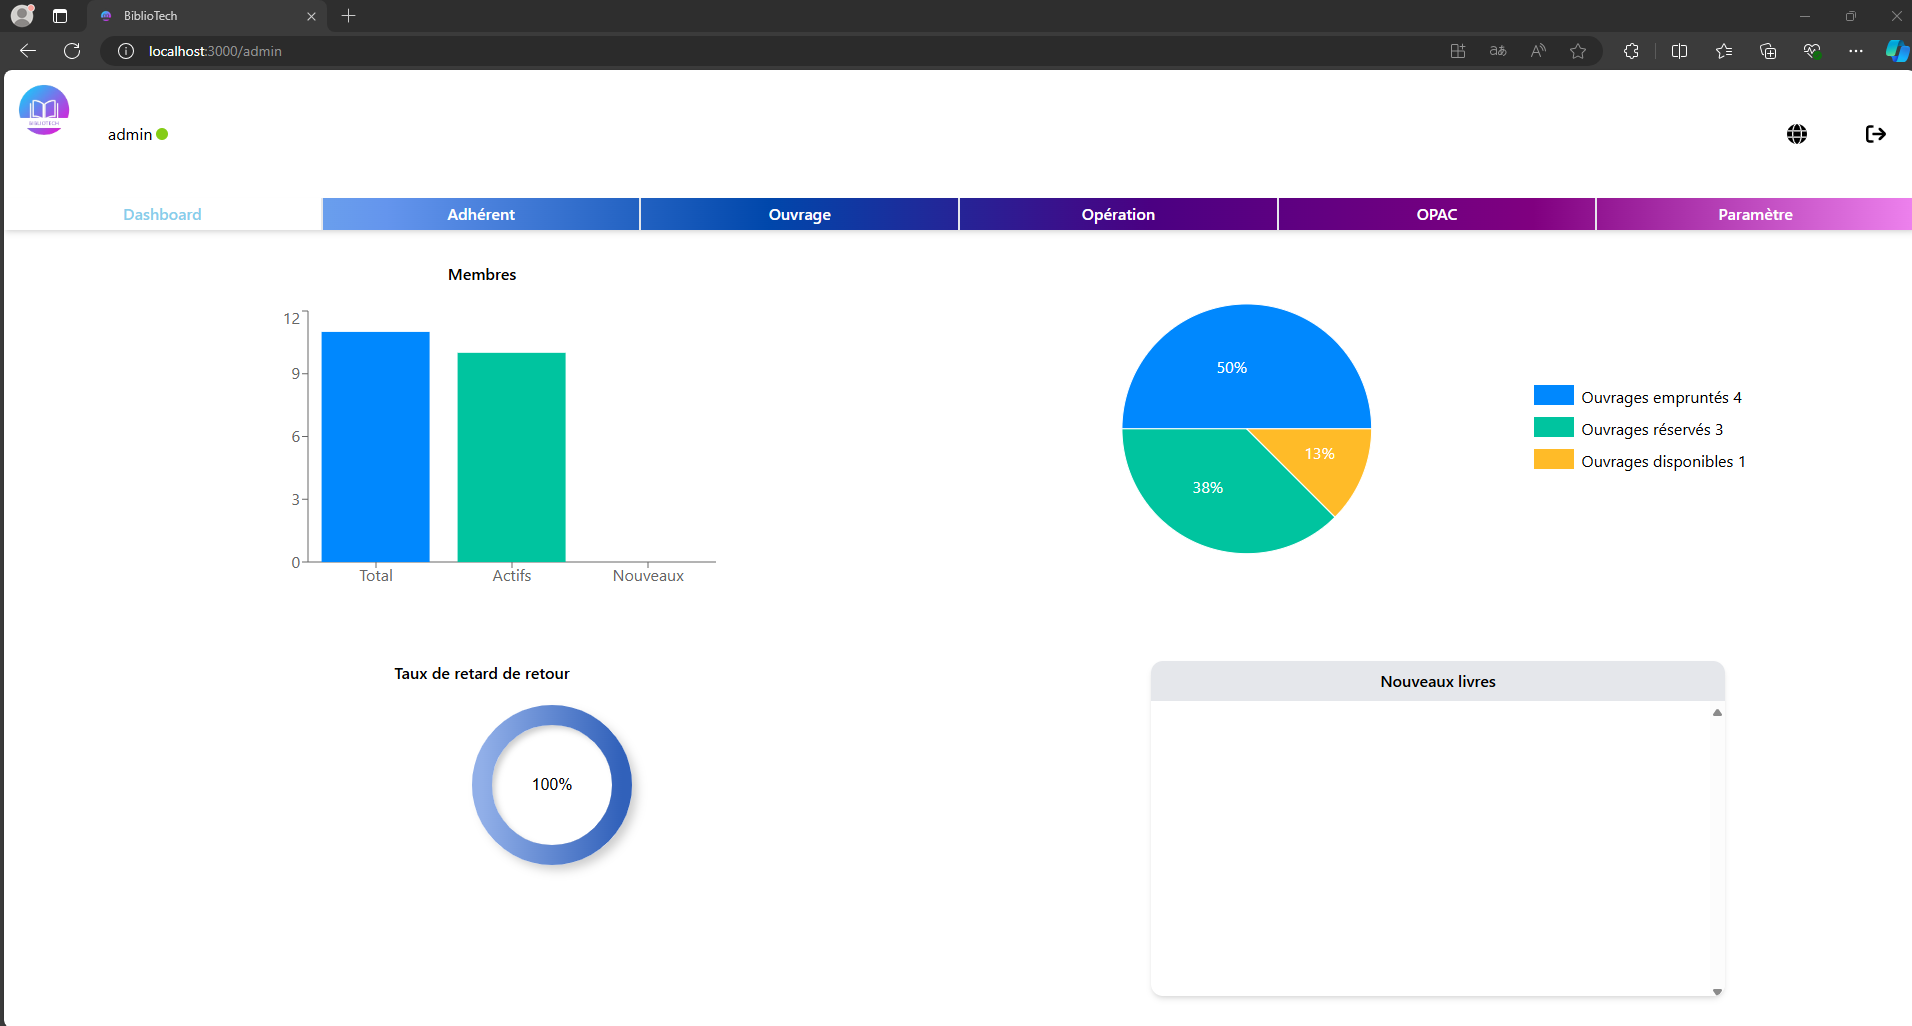 BiblioTech
localhost:3000/admin
BIBLIOTECH
admin
Dashboard Adhérent Ouvrage Opération OPAC Paramètre
Membres
12
9
6
3
0
Total Actifs Nouveaux
50%
13%
38%
Ouvrages empruntés 4
Ouvrages réservés 3
Ouvrages disponibles 1
Taux de retard de retour
100%
Nouveaux livres